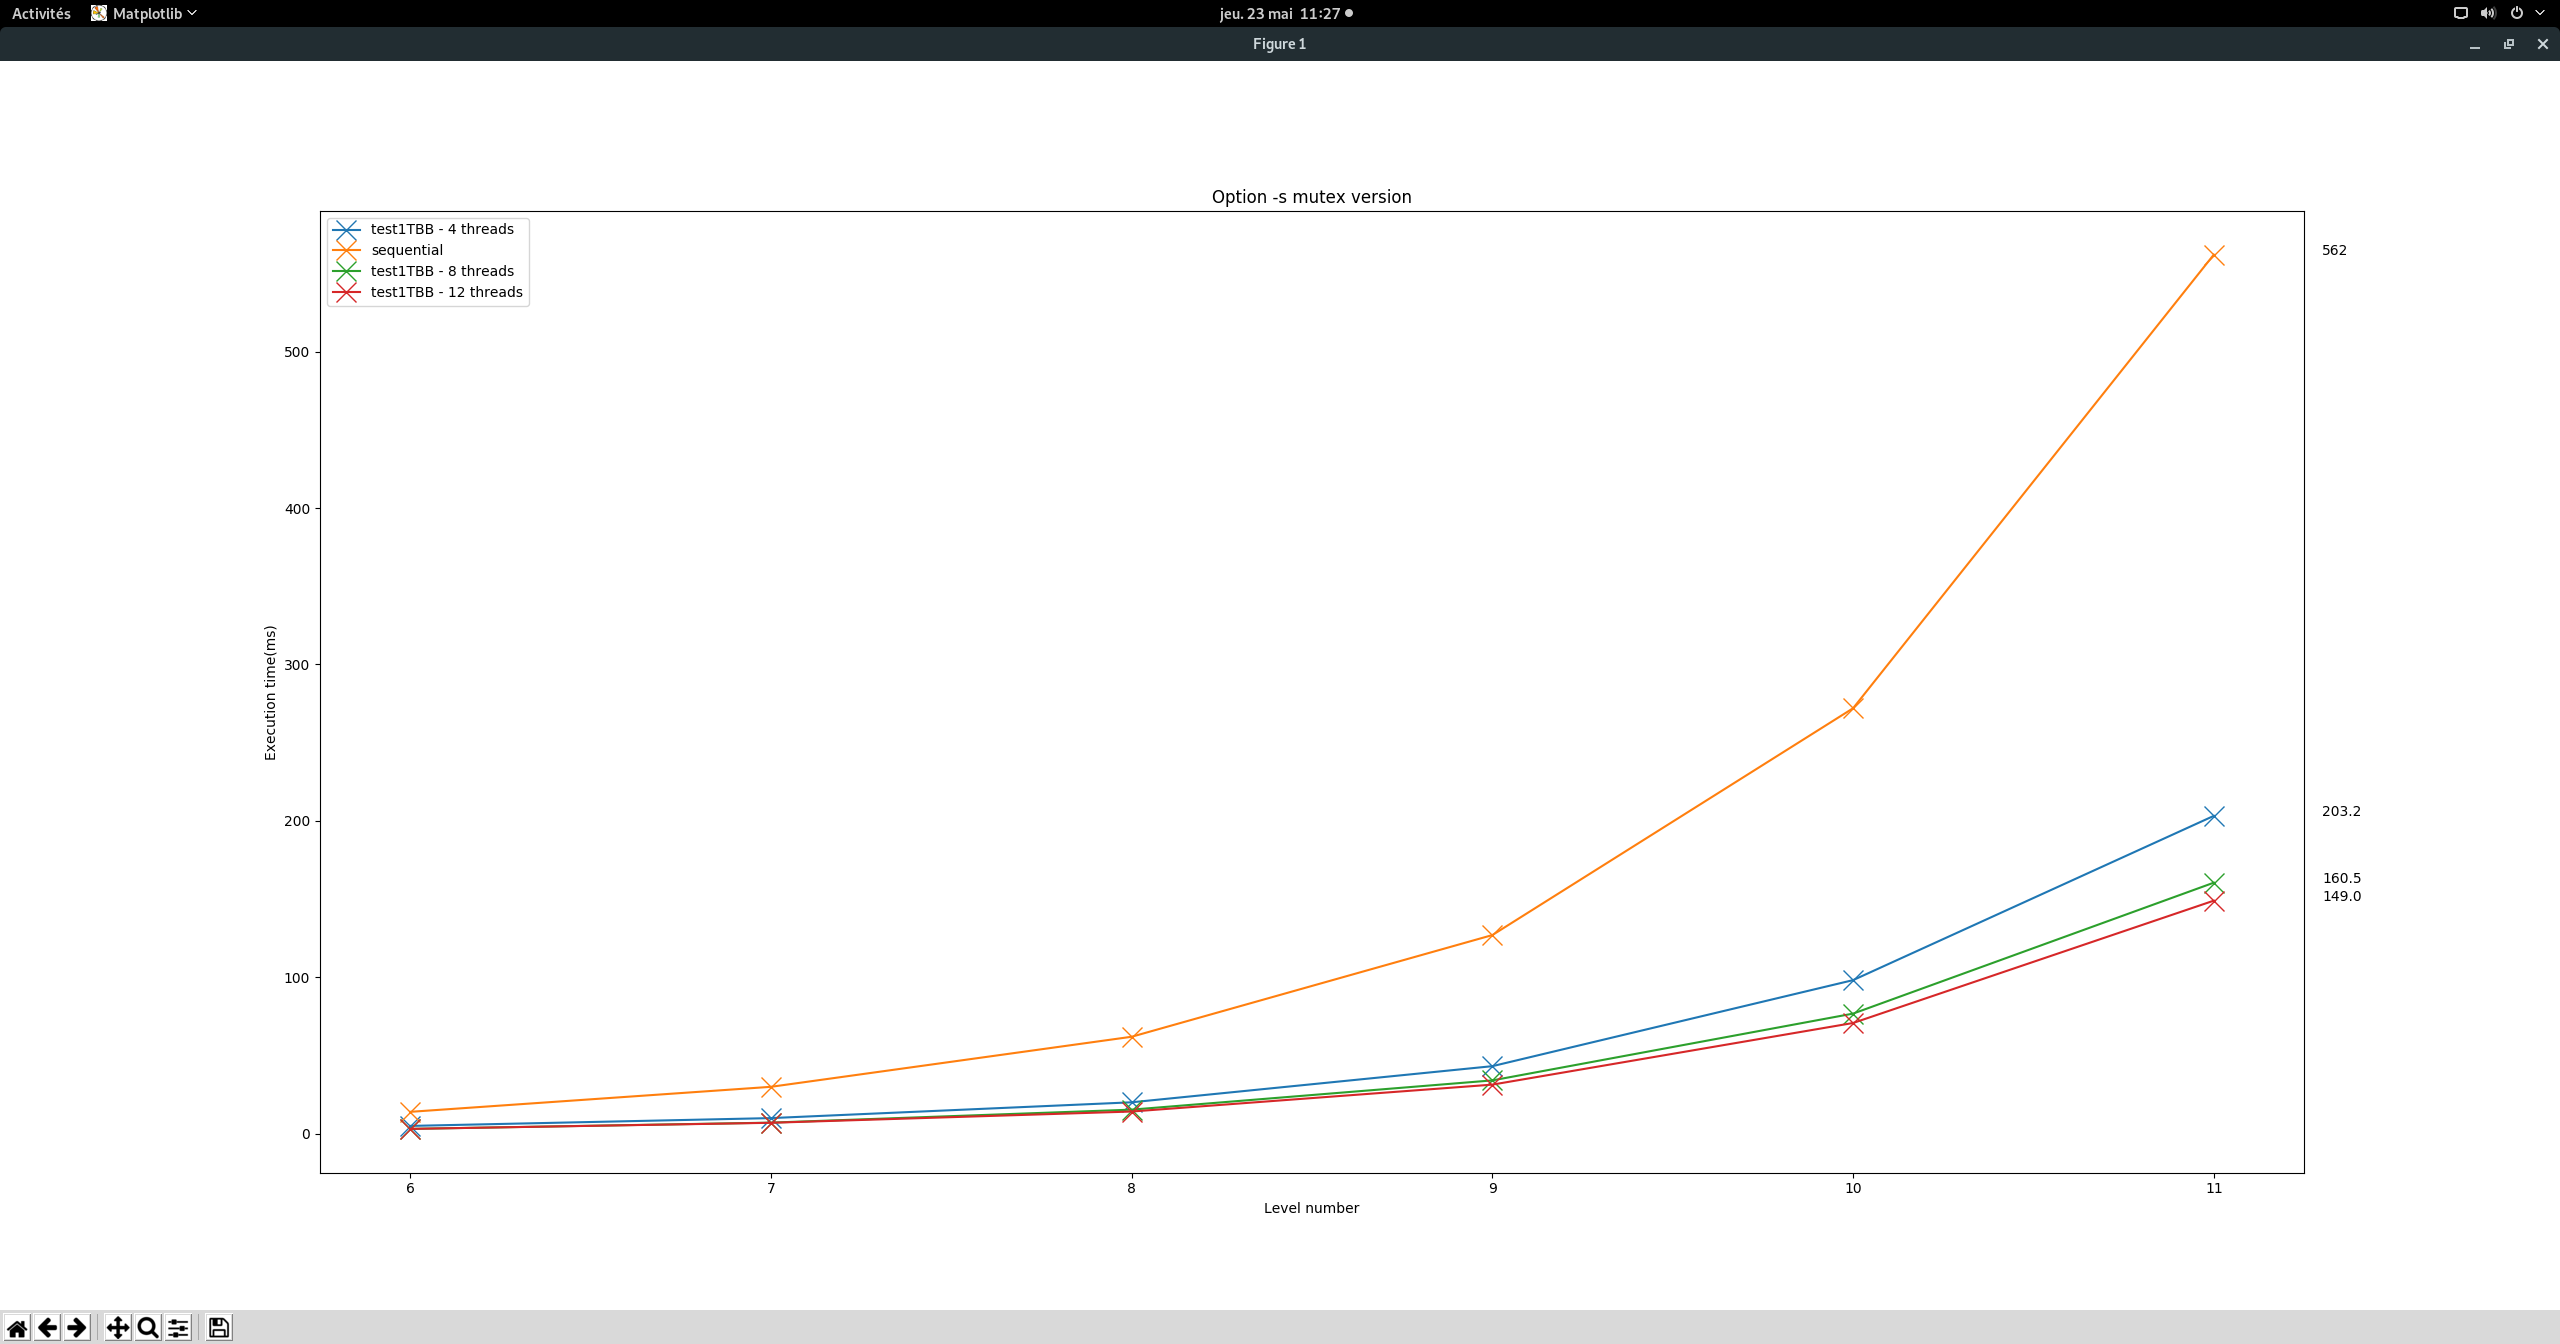 Activités Matplotlib jeu. 23 mai 11:27
Figure 1
Option -s mutex version
test1TBB - 4 threads
sequential
test1TBB - 8 threads
test1TBB - 12 threads
562
500
400
300
200
100
0
Execution time(ms)
203.2
160.5
149.0
6 7 8 9 10 11
Level number